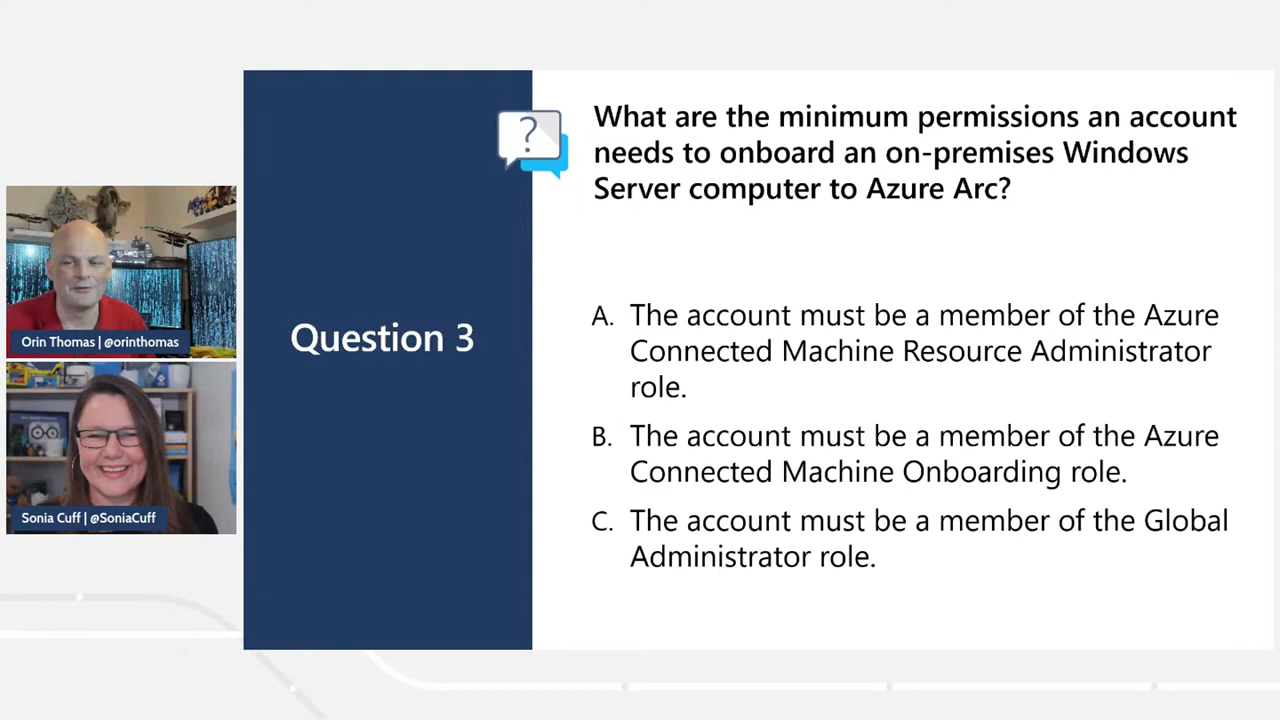 What are the minimum permissions an account
needs to onboard an on-premises Windows
Server computer to Azure Arc?
?
Question 3
A. The account must be a member of the Azure
Connected Machine Resource Administrator
role.
B. The account must be a member of the Azure
Connected Machine Onboarding role.
C. The account must be a member of the Global
Administrator role.
Orin Thomas | @orinthomas
Sonia Cuff | @SoniaCuff